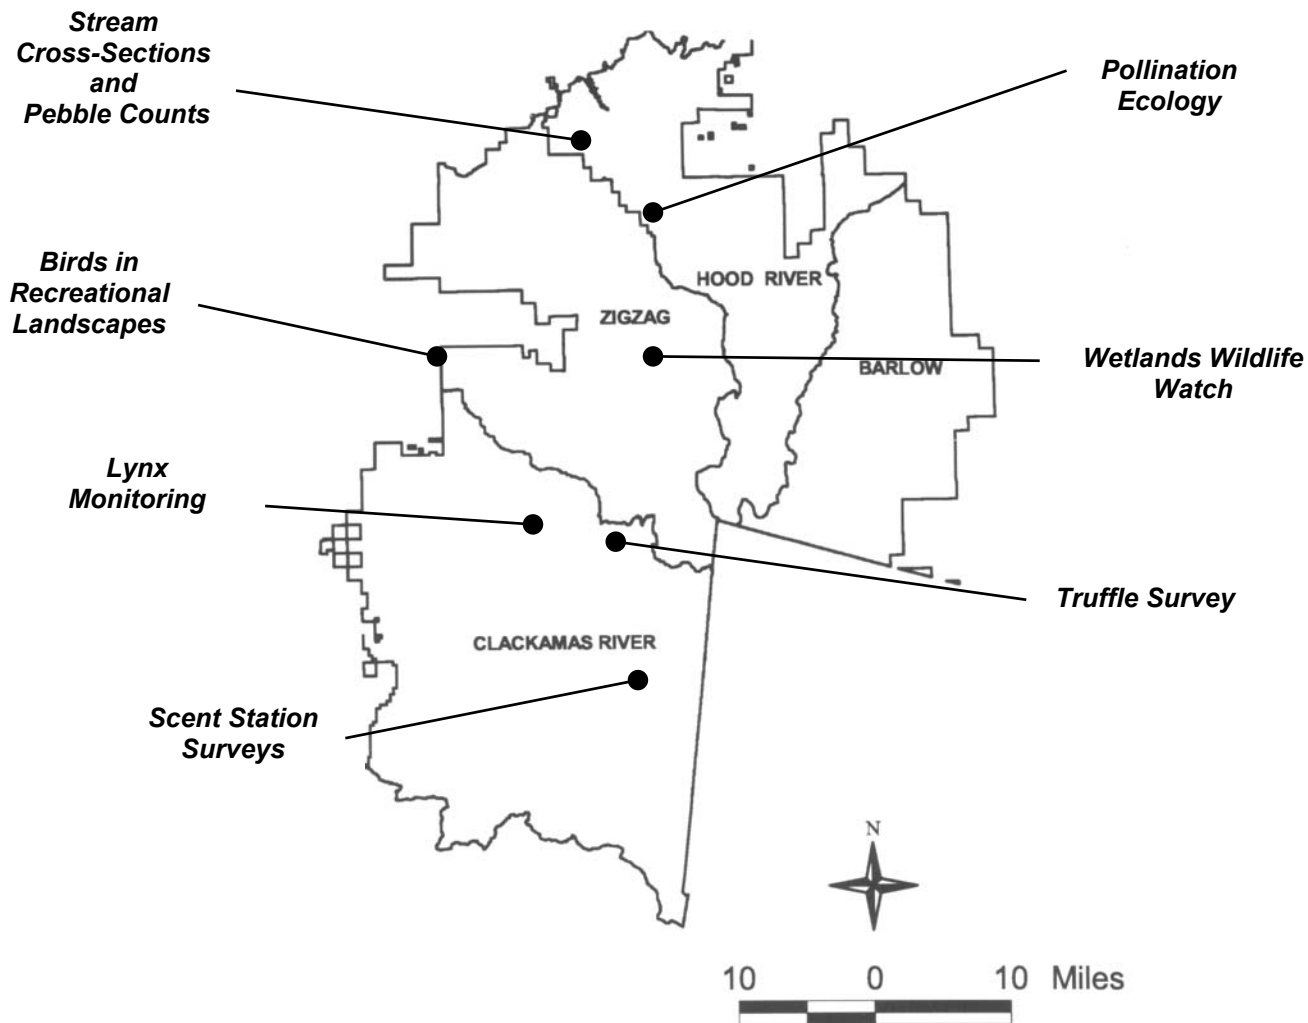 Stream
Cross-Sections
and
Pebble Counts
Pollination
Ecology
Birds in
Recreational
Landscapes
HOOD RIVER
ZIGZAG
BARLOW
Wetlands Wildlife
Watch
Lynx
Monitoring
Truffle Survey
CLACKAMAS RIVER
Scent Station
Surveys
N
10 0 10 Miles